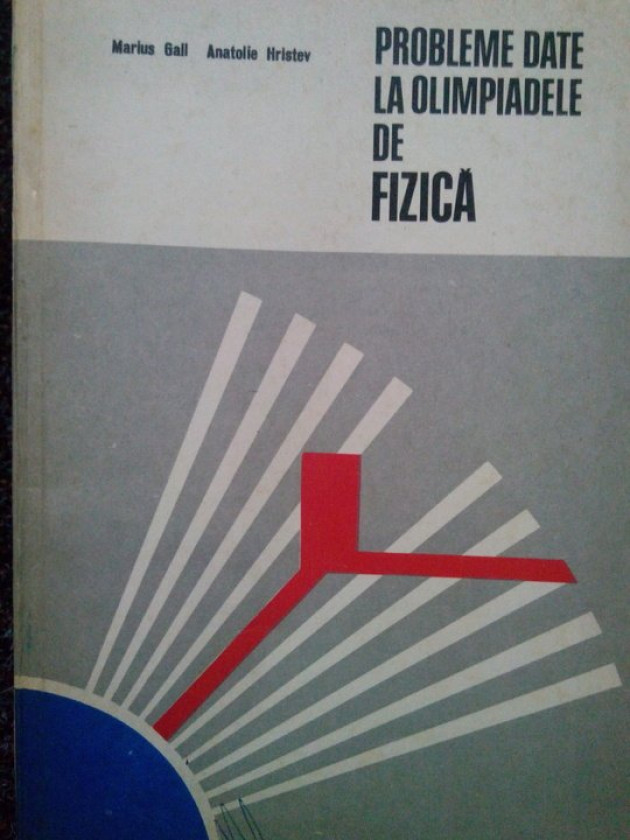 Marius Gall Anatolie Hristev
PROBLEME DATE
LA OLIMPIADELE
DE
FIZICĂ